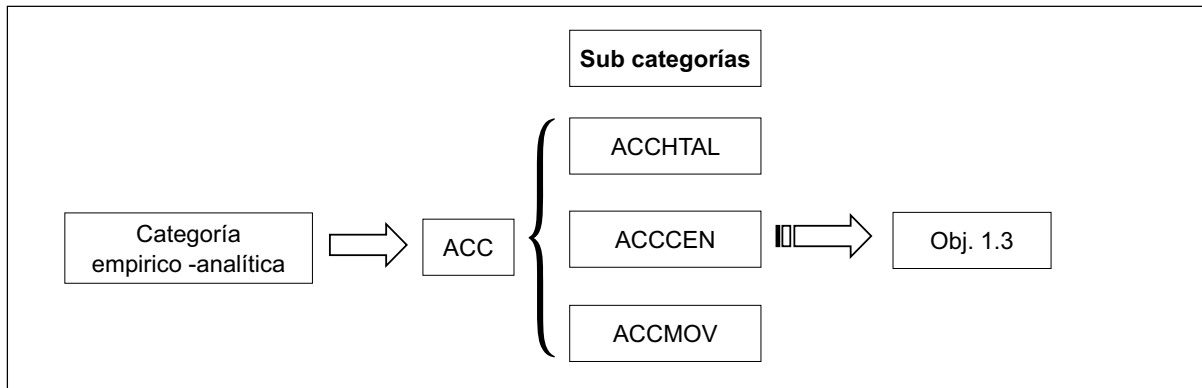 Sub categorías
ACCHTAL
Categoría
empirico -analítica
ACC
ACCCEN
Obj. 1.3
ACCMOV